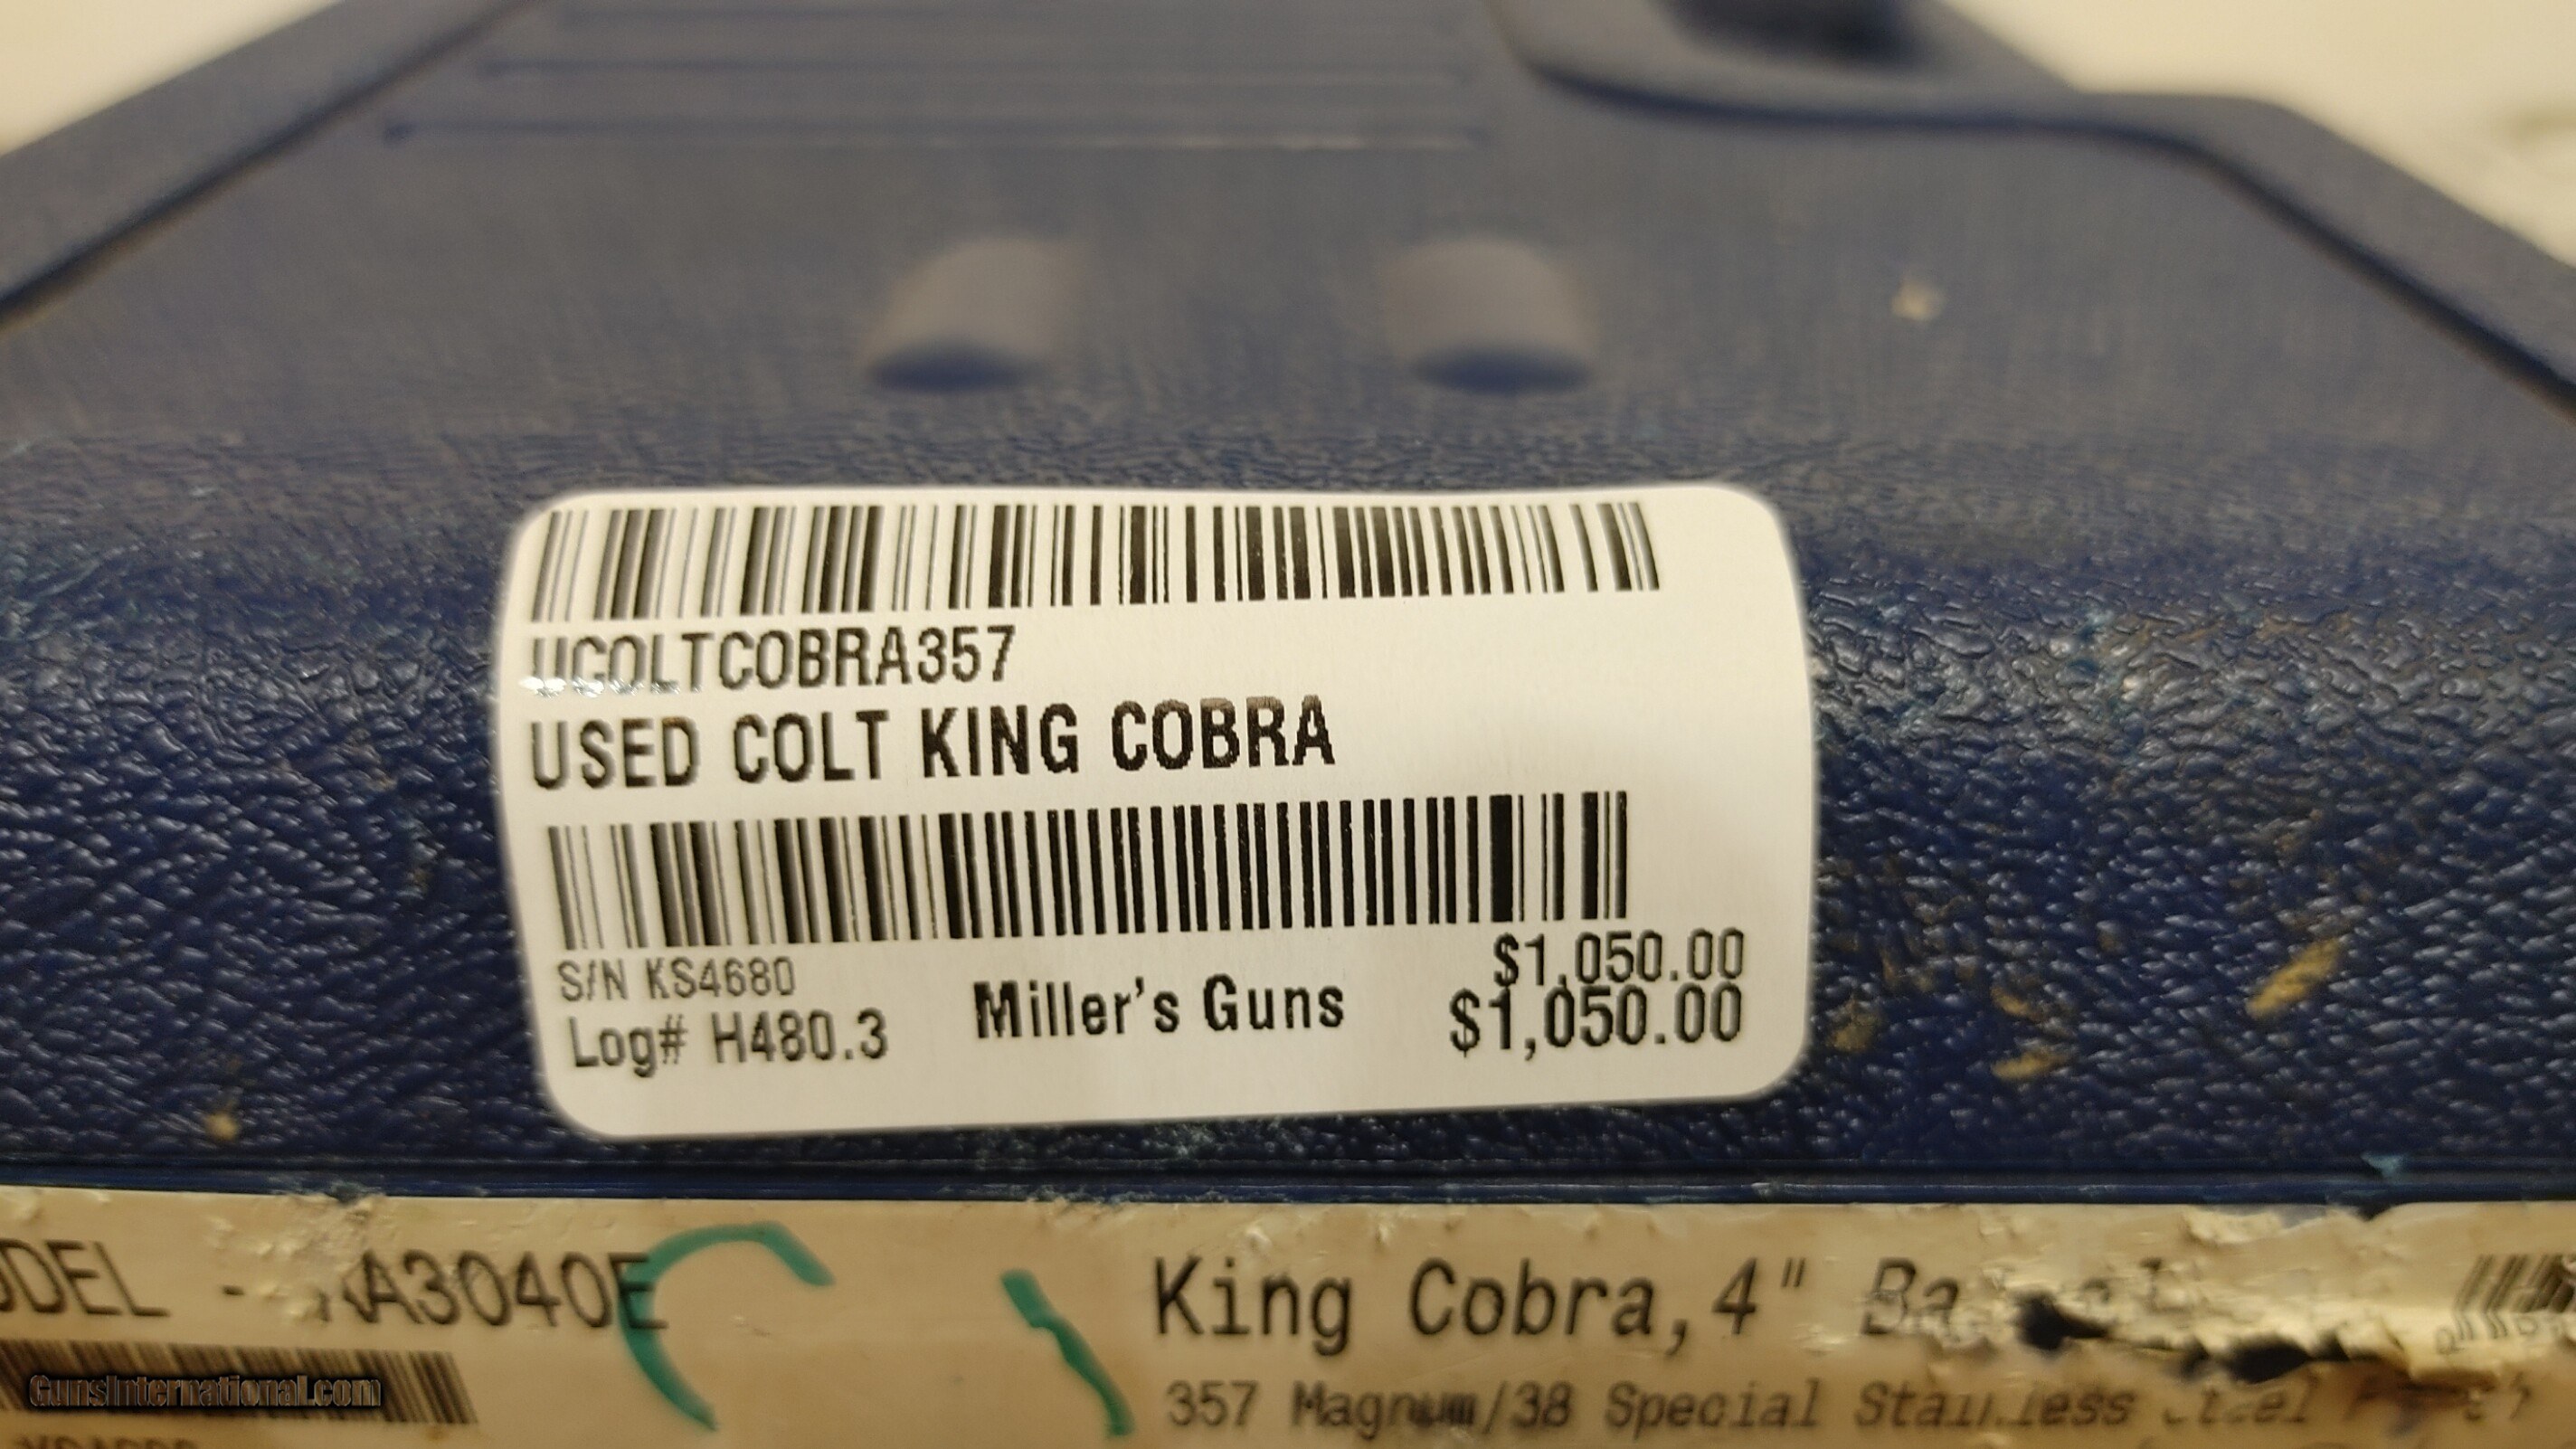 UCOLTCOBRA357
USED COLT KING COBRA
S/N KS4680
Log# H480.3
Miller's Guns
$1,050.00
$1,050.00
King Cobra, 4"
357 Magnum/38 Special Stainless Steel
GunsInternational.com